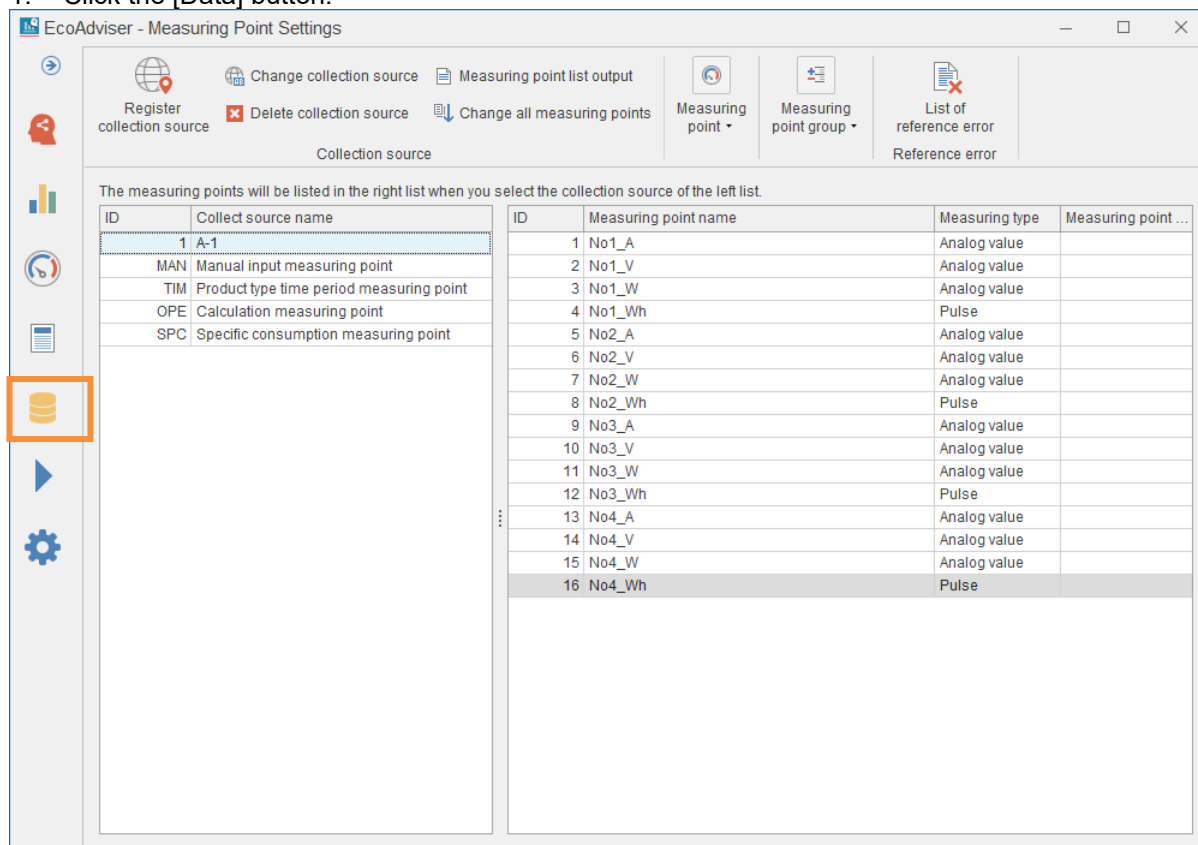 1. Click the [Data] button.
EcoAdviser - Measuring Point Settings
Register
collection source
Change collection source
Measuring point list output
Delete collection source
Change all measuring points
Collection source
Measuring
point
Measuring
point group
List of
reference error
Reference error
The measuring points will be listed in the right list when you select the collection source of the left list.
ID Collect source name
1 A-1
MAN Manual input measuring point
TIM Product type time period measuring point
OPE Calculation measuring point
SPC Specific consumption measuring point
ID Measuring point name Measuring type Measuring point ...
1 No1_A Analog value
2 No1_V Analog value
3 No1_W Analog value
4 No1_Wh Pulse
5 No2_A Analog value
6 No2_V Analog value
7 No2_W Analog value
8 No2_Wh Pulse
9 No3_A Analog value
10 No3_V Analog value
11 No3_W Analog value
12 No3_Wh Pulse
13 No4_A Analog value
14 No4_V Analog value
15 No4_W Analog value
16 No4_Wh Pulse